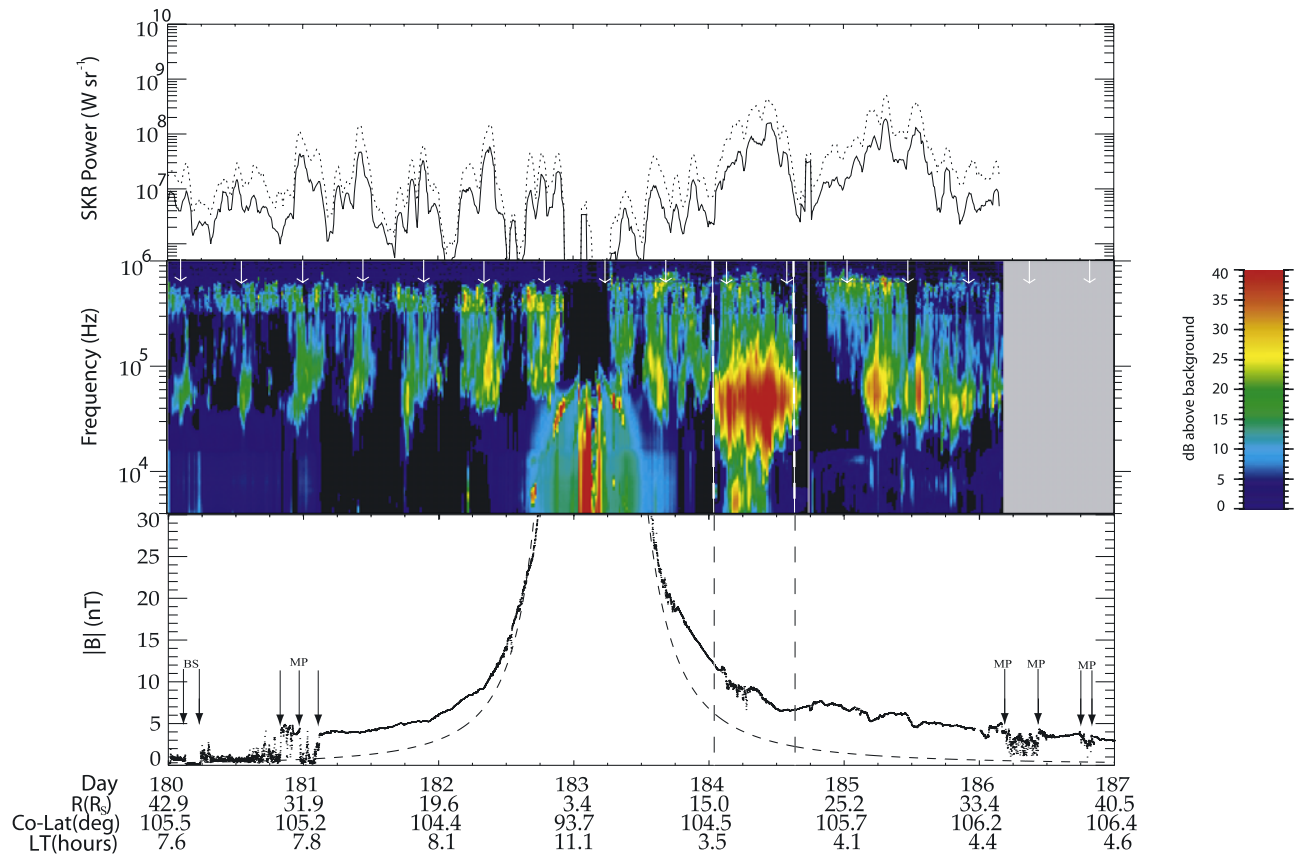 10^10
10^9
10^8
10^7
10^6
SKR Power (W sr^-1)
10^6
10^5
10^4
Frequency (Hz)
40
35
30
25
20
15
10
5
0
dB above background
30
25
20
15
10
5
0
|B| (nT)
BS MP MP MP MP
Day 180 181 182 183 184 185 186 187
R(R_S) 42.9 31.9 19.6 3.4 15.0 25.2 33.4 40.5
Co-Lat(deg) 105.5 105.2 104.4 93.7 104.5 105.7 106.2 106.4
LT(hours) 7.6 7.8 8.1 11.1 3.5 4.1 4.4 4.6